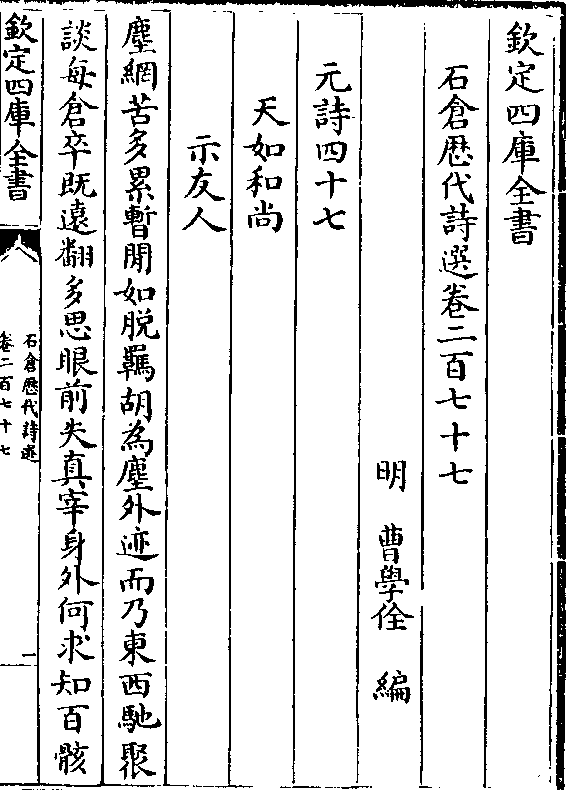 欽定四庫全書
石倉歴代詩選卷二百七十七
明　曹學佺　編
元詩四十七
天如和尚
示友人
塵網苦多累暫閒如脱羈胡為塵外迹而乃東西馳聚
談每倉卒既遠翻多思眼前失真宰身外何求知百骸
欽定四庫全書
石倉歴代詩選
卷二百七十七
一